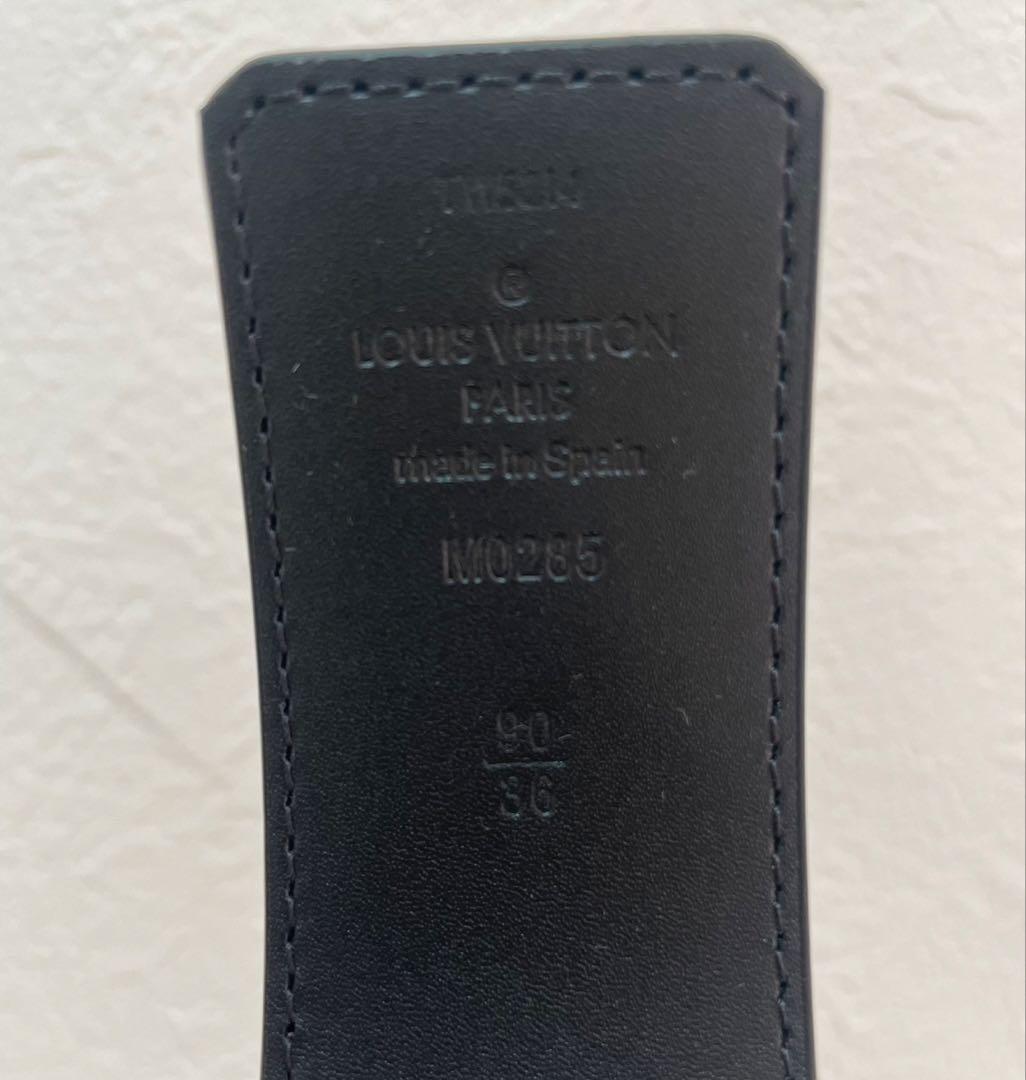 ®
LOUIS VUITTON
PARIS
made in Spain
M0285
90
36